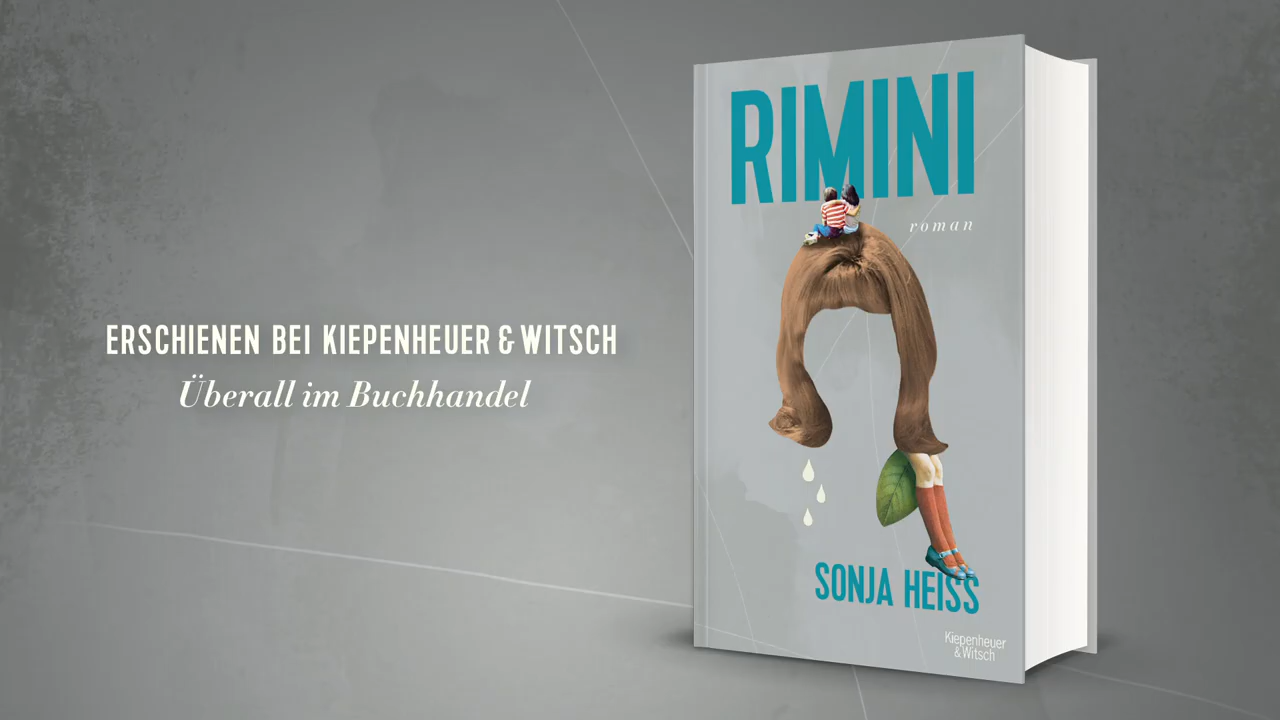 ERSCHIENEN BEI KIEPENHEUER & WITSCH
Überall im Buchhandel
RIMINI
roman
SONJA HEISS
Kiepenheuer
& Witsch